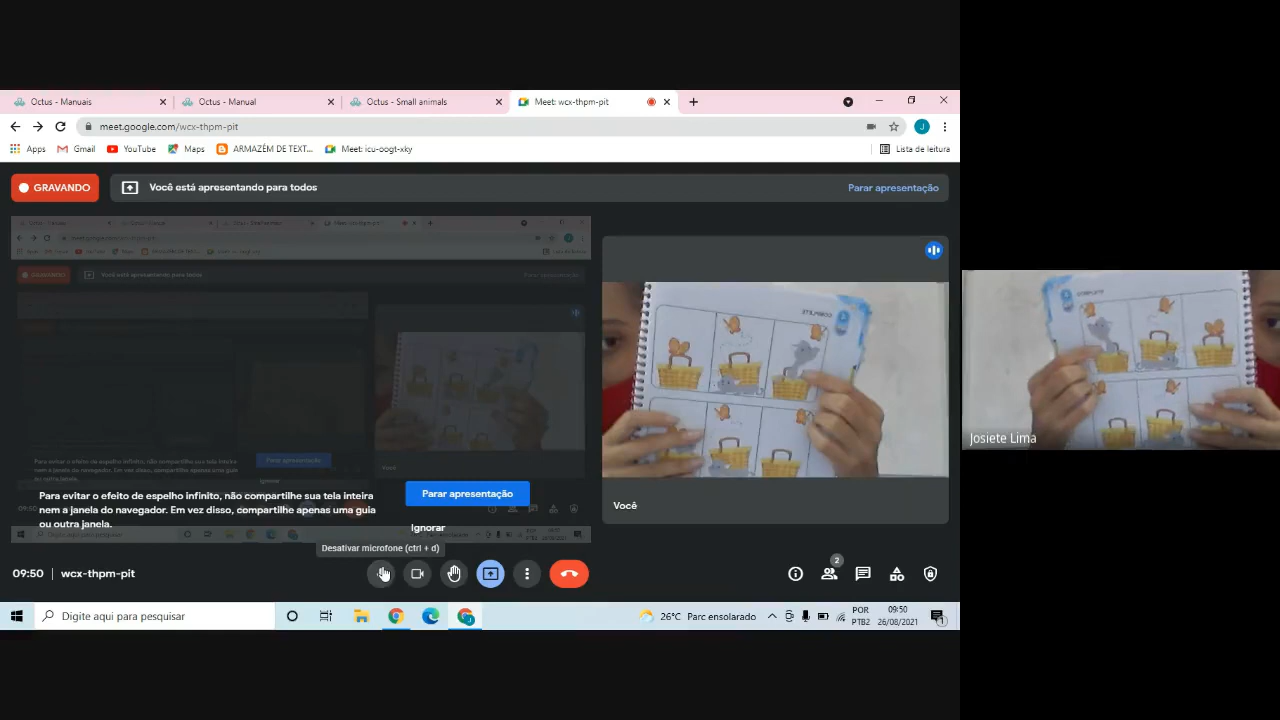 Octus - Manuais
Octus - Manual
Octus - Small animals
Meet: wcx-thpm-pit
meet.google.com/wcx-thpm-pit
Apps
Gmail
YouTube
Maps
ARMAZÉM DE TEXT...
Meet: icu-oogt-xky
Lista de leitura
GRAVANDO
Você está apresentando para todos
Parar apresentação
Para evitar o efeito de espelho infinito, não compartilhe sua tela inteira
nem a janela do navegador. Em vez disso, compartilhe apenas uma guia
ou outra janela.
Parar apresentação
Ignorar
Você
COMPLETE
Josiete Lima
Desativar microfone (ctrl + d)
09:50 | wcx-thpm-pit
2
Digite aqui para pesquisar
26°C Parc ensolarado
POR
PTB2
09:50
26/08/2021
1